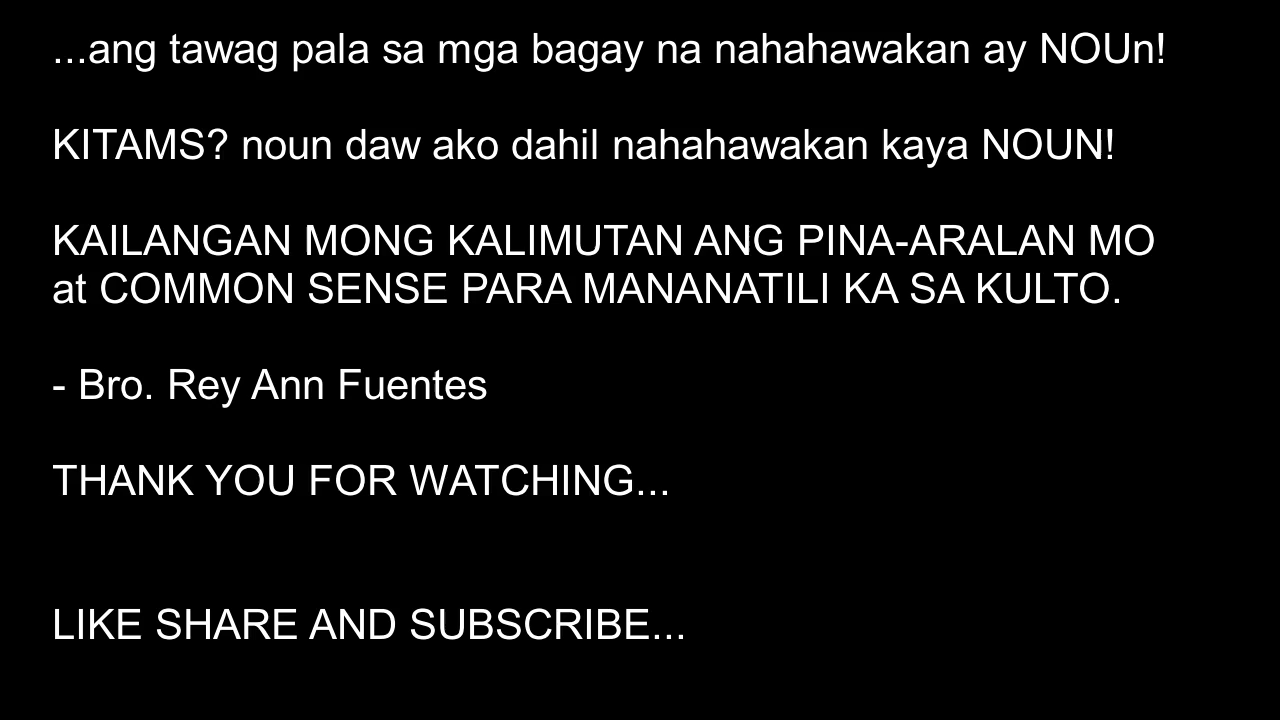 ...ang tawag pala sa mga bagay na nahahawakan ay NOUn!
KITAMS? noun daw ako dahil nahahawakan kaya NOUN!
KAILANGAN MONG KALIMUTAN ANG PINA-ARALAN MO
at COMMON SENSE PARA MANANATILI KA SA KULTO.
- Bro. Rey Ann Fuentes
THANK YOU FOR WATCHING...
LIKE SHARE AND SUBSCRIBE...